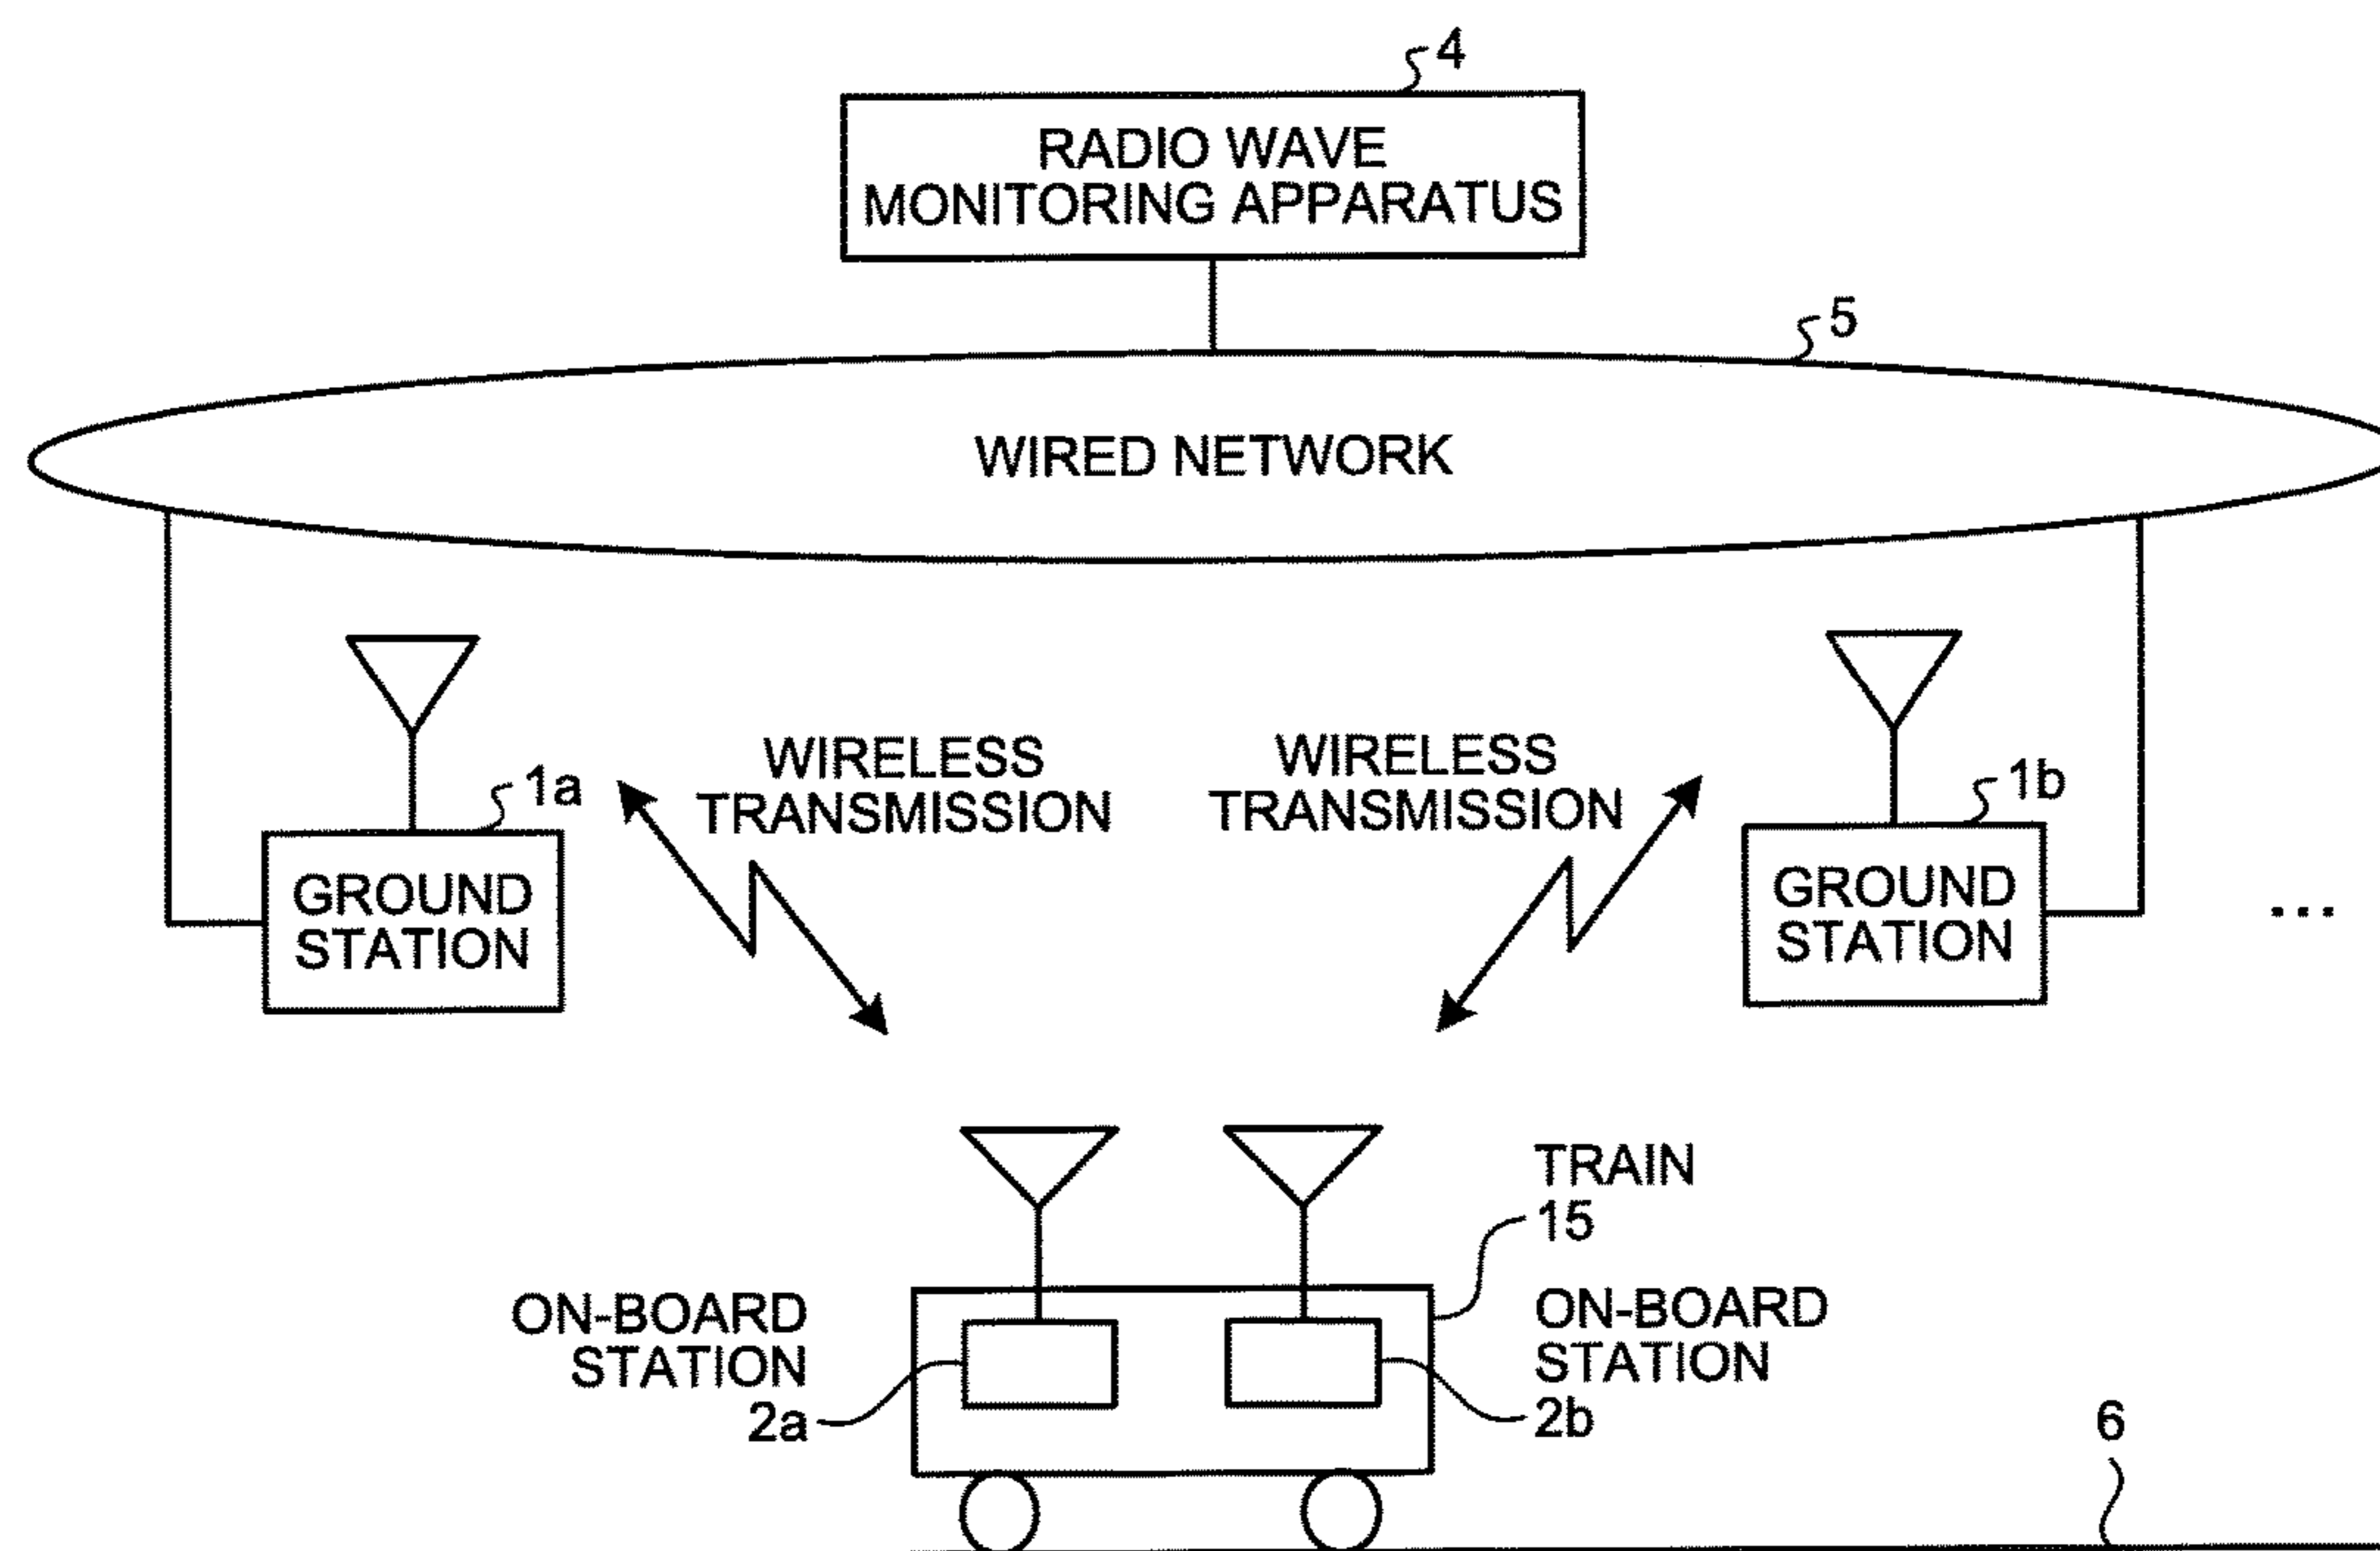 4
RADIO WAVE
MONITORING APPARATUS
5
WIRED NETWORK
1a
WIRELESS
TRANSMISSION
WIRELESS
TRANSMISSION
1b
GROUND
STATION
GROUND
STATION
...
TRAIN
15
ON-BOARD
STATION
2a
ON-BOARD
STATION
2b
6